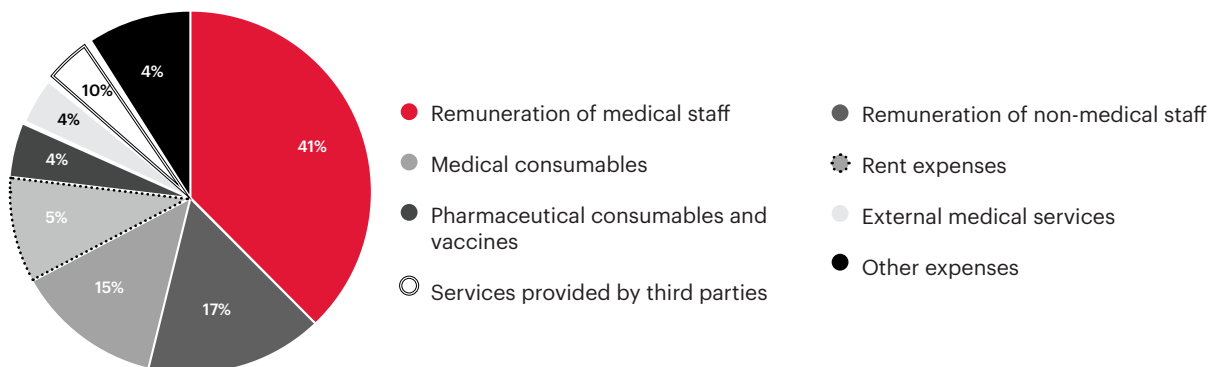 4%
10%
4%
4%
5%
15%
17%
41%
Remuneration of medical staff
Medical consumables
Pharmaceutical consumables and
vaccines
Services provided by third parties
Remuneration of non-medical staff
Rent expenses
External medical services
Other expenses